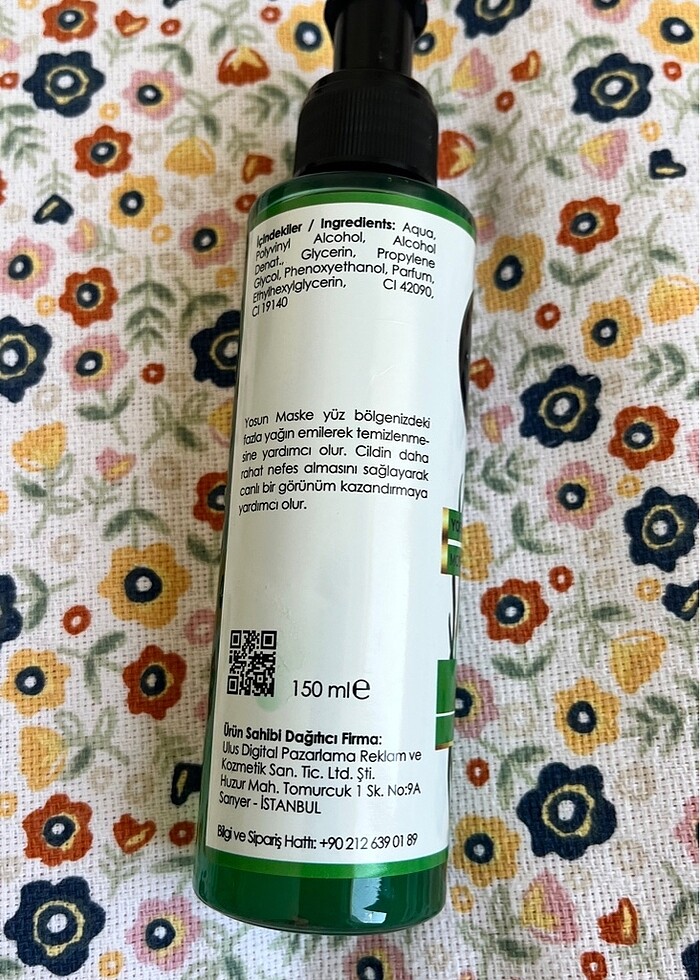 İçindekiler / Ingredients: Aqua,
Polyvinyl Alcohol, Alcohol
Denat., Glycerin, Propylene
Glycol, Phenoxyethanol, Parfum,
Ethylhexylglycerin, CI 42090,
CI 19140
Yosun Maske yüz bölgenizdeki
fazla yağın emilerek temizlenme-
sine yardımcı olur. Cildin daha
rahat nefes almasını sağlayarak
canlı bir görünüm kazandırmaya
yardımcı olur.
150 ml℮
Ürün Sahibi Dağıtıcı Firma:
Ulus Digital Pazarlama Reklam ve
Kozmetik San. Tic. Ltd. Şti.
Huzur Mah. Tomurcuk 1 Sk. No:9A
Sarıyer - İSTANBUL
Bilgi ve Sipariş Hattı: +90 212 639 01 89